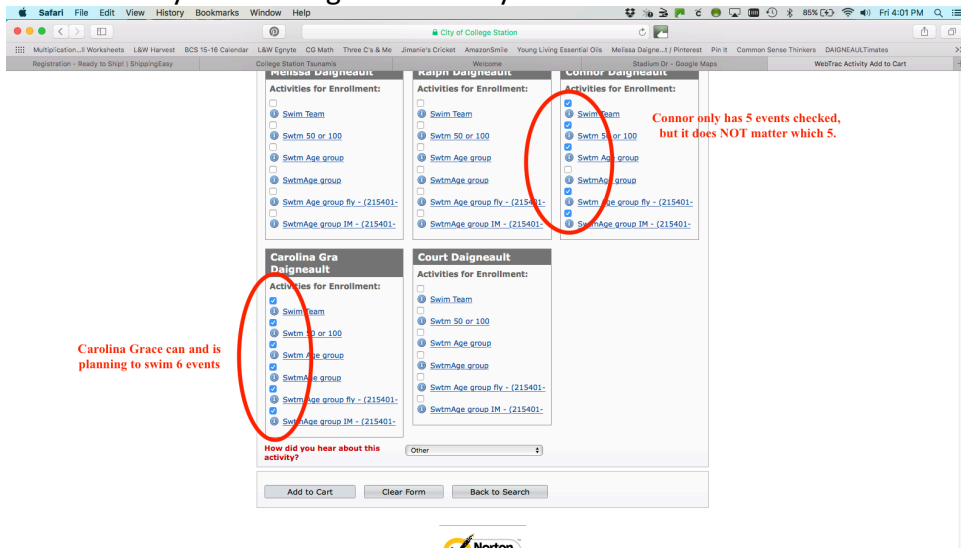 Safari File Edit View History Bookmarks Window Help 85% Fri 4:01 PM
City of College Station
Multiplication...ll Worksheets L&W Harvest BCS 15-16 Calendar L&W Egnyte CG Math Three C's & Me Jimanie's Cricket AmazonSmile Young Living Essential Oils Melissa Daigne...t / Pinterest Pin It Common Sense Thinkers DAIGNEAULTimates
Registration - Ready to Ship! | ShippingEasy College Station Tsunamis Welcome Stadium Dr - Google Maps WebTrac Activity Add to Cart
Melissa Daigneault Ralph Daigneault Connor Daigneault
Activities for Enrollment: Activities for Enrollment: Activities for Enrollment:
Swim Team Swim Team Swim Team
Connor only has 5 events checked,
but it does NOT matter which 5.
Swtm 50 or 100 Swtm 50 or 100 Swtm 50 or 100
Swtm Age group Swtm Age group Swtm Age group
SwtmAge group SwtmAge group SwtmAge group
Swtm Age group fly - (215401- Swtm Age group fly - (215401- Swtm Age group fly - (215401-
SwtmAge group IM - (215401- SwtmAge group IM - (215401- SwtmAge group IM - (215401-
Carolina Gra
Daigneault
Court Daigneault
Activities for Enrollment: Activities for Enrollment:
Swim Team Swim Team
Swtm 50 or 100 Swtm 50 or 100
Swtm Age group Swtm Age group
Carolina Grace can and is
planning to swim 6 events
SwtmAge group SwtmAge group
Swtm Age group fly - (215401- Swtm Age group fly - (215401-
SwtmAge group IM - (215401- SwtmAge group IM - (215401-
How did you hear about this
activity?
Other
Add to Cart Clear Form Back to Search
Norton